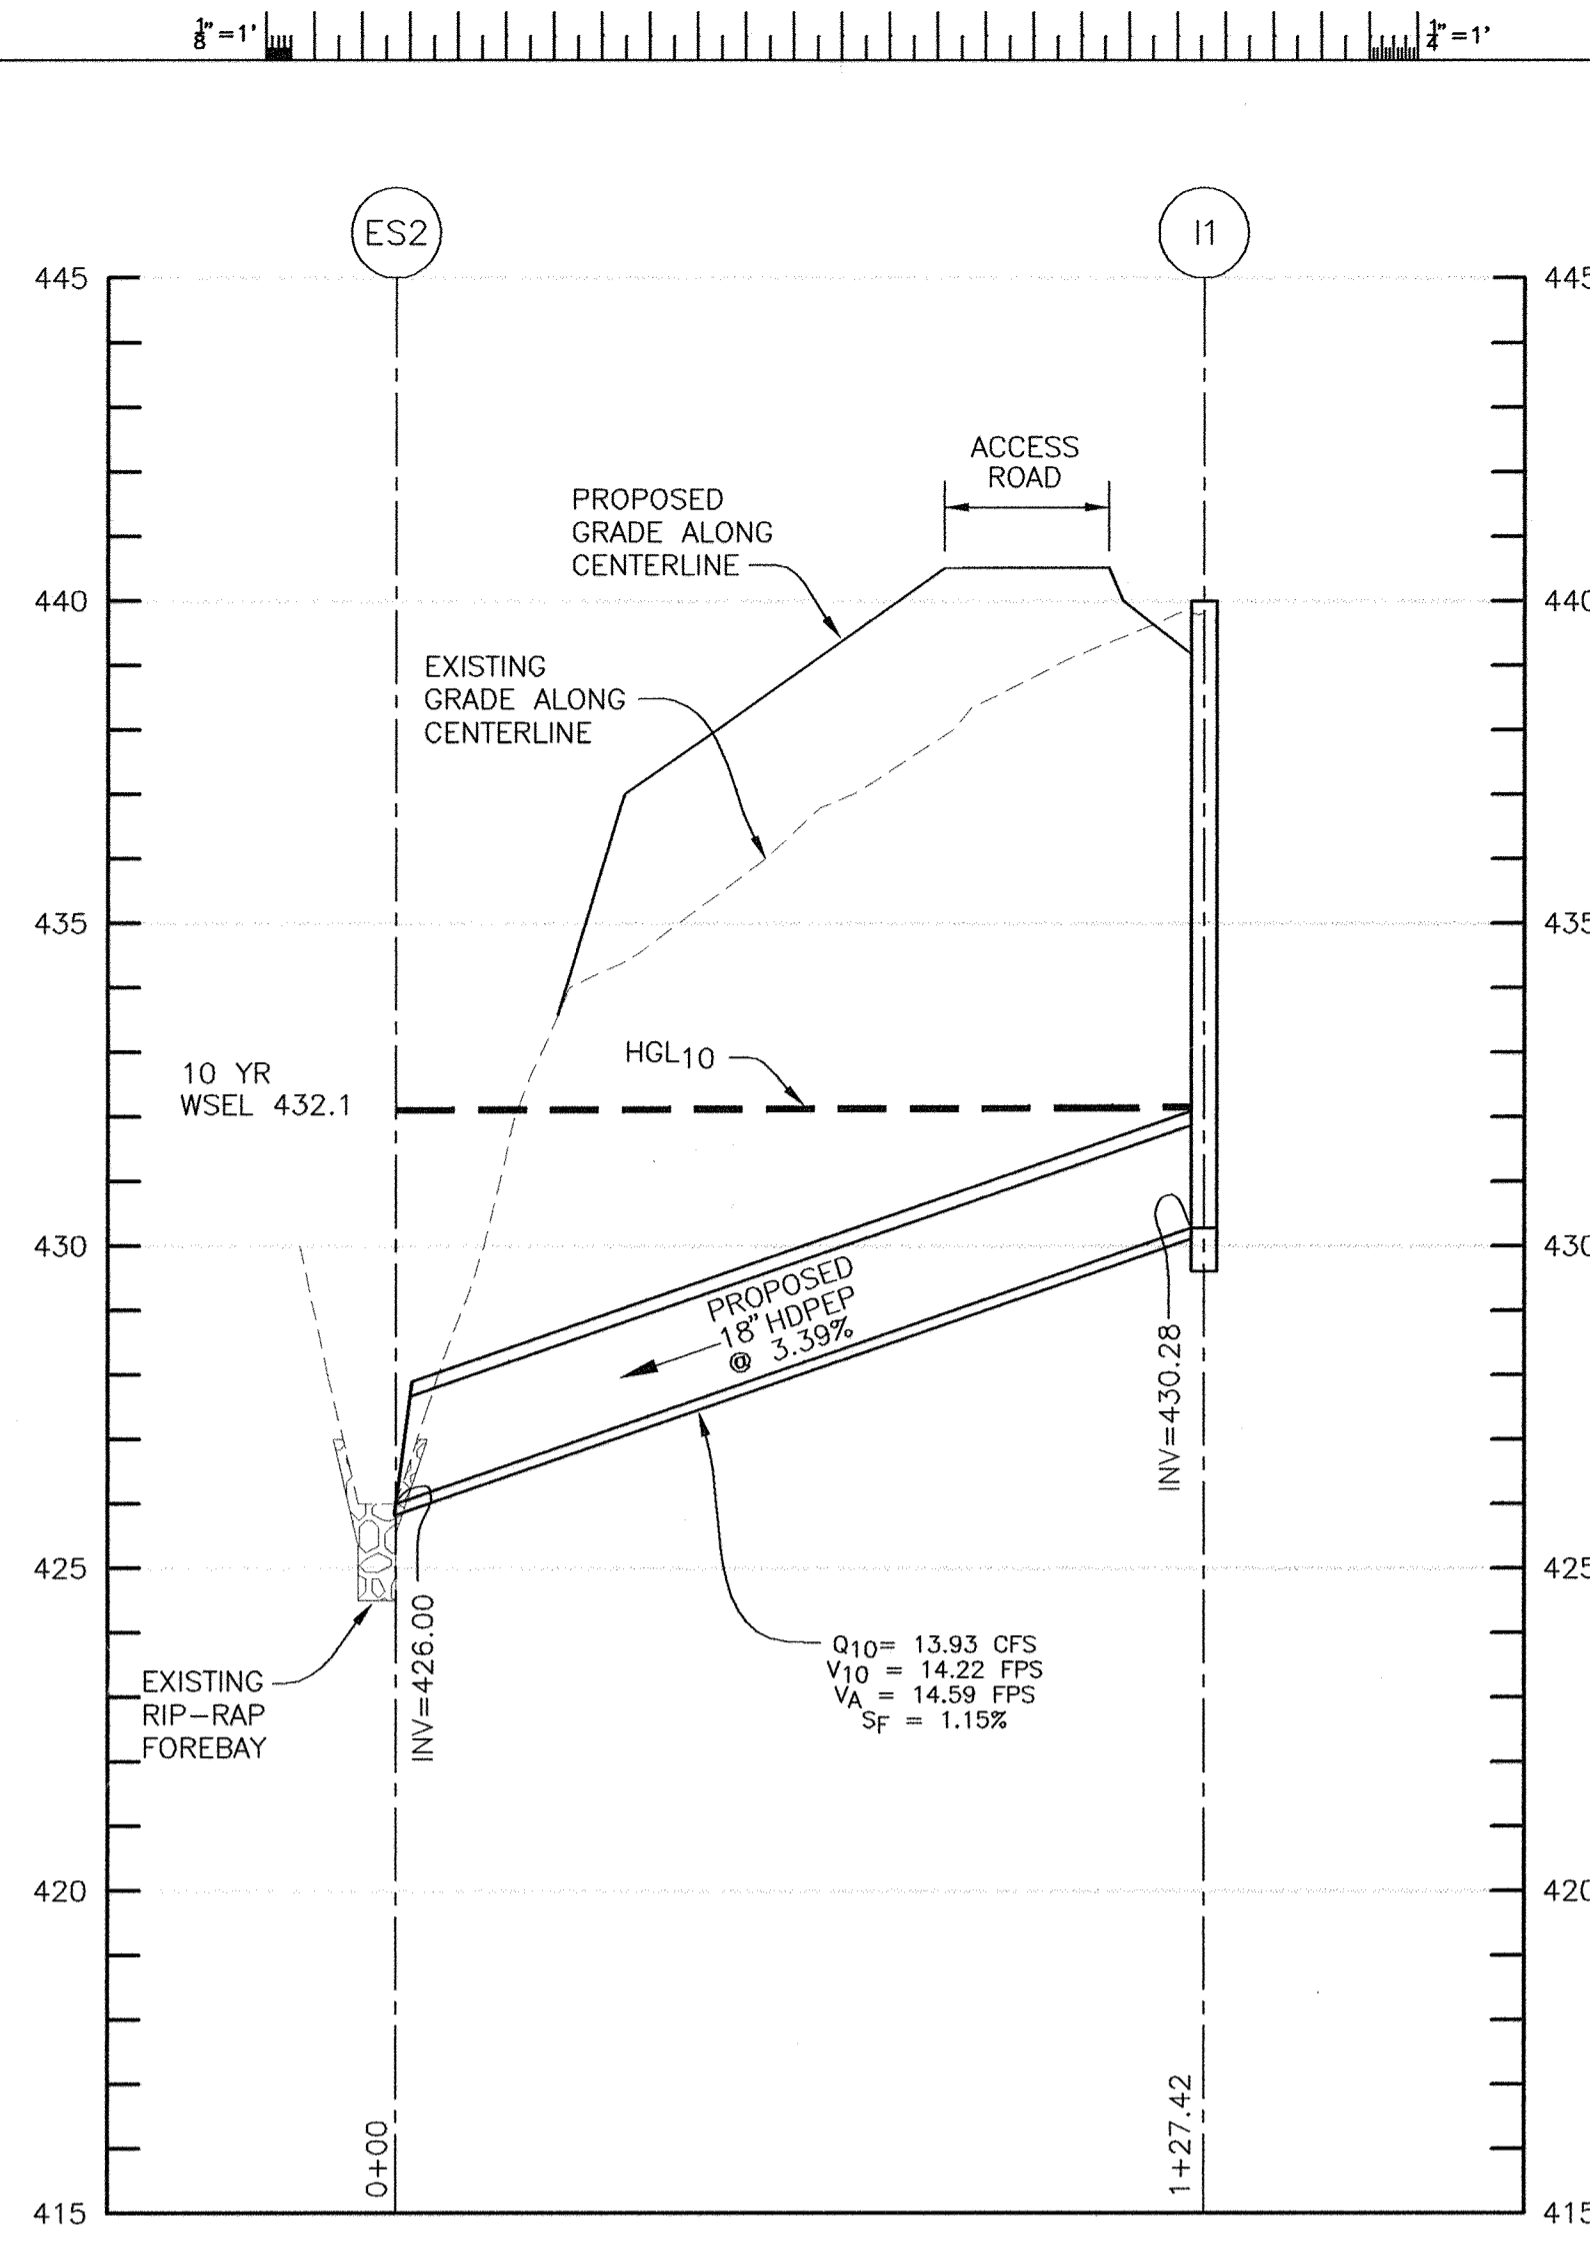 1/8"=1'
1/4"=1'
ES2
I1
445
445
ACCESS
ROAD
PROPOSED
GRADE ALONG
CENTERLINE
440
440
EXISTING
GRADE ALONG
CENTERLINE
435
435
HGL10
10 YR
WSEL 432.1
430
430
PROPOSED
18" HDPEP
@ 3.39%
INV=430.28
425
425
INV=426.00
Q10= 13.93 CFS
V10 = 14.22 FPS
VA = 14.59 FPS
SF = 1.15%
EXISTING
RIP-RAP
FOREBAY
420
420
0+00
1+27.42
415
415